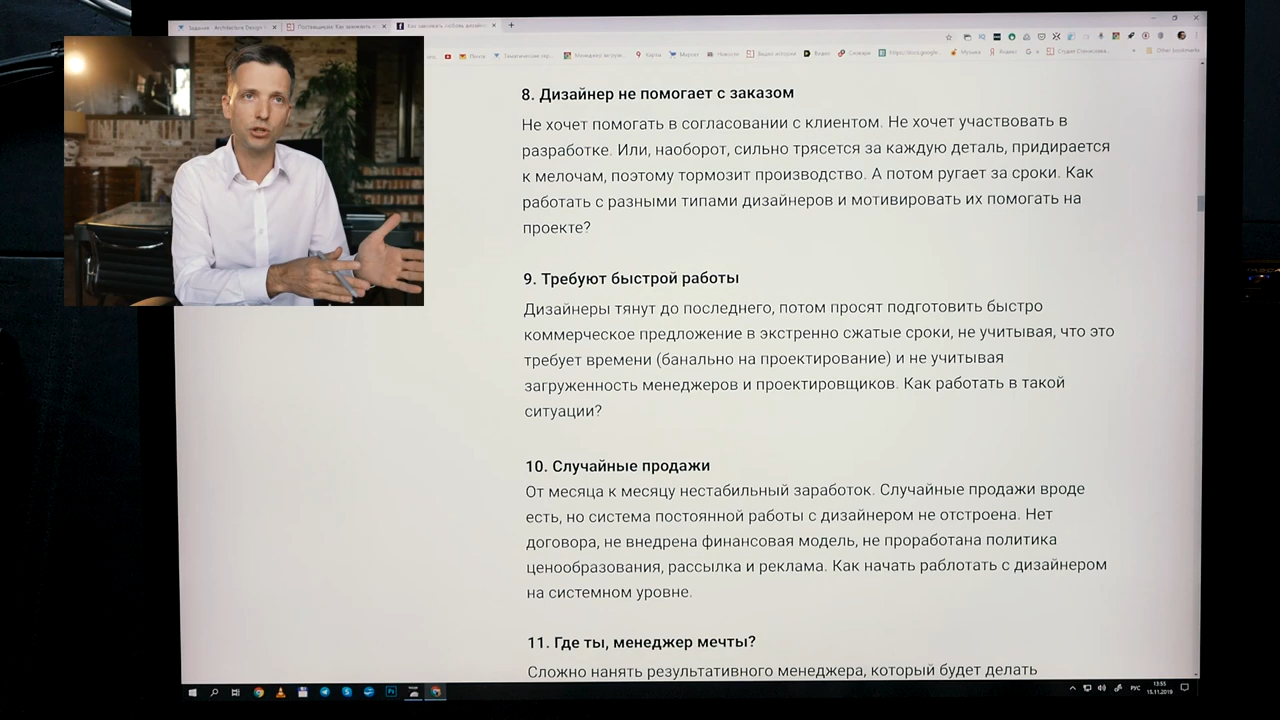 8. Дизайнер не помогает с заказом
Не хочет помогать в согласовании с клиентом. Не хочет участвовать в
разработке. Или, наоборот, сильно трясется за каждую деталь, придирается
к мелочам, поэтому тормозит производство. А потом ругает за сроки. Как
работать с разными типами дизайнеров и мотивировать их помогать на
проекте?
9. Требуют быстрой работы
Дизайнеры тянут до последнего, потом просят подготовить быстро
коммерческое предложение в экстренно сжатые сроки, не учитывая, что это
требует времени (банально на проектирование) и не учитывая
загруженность менеджеров и проектировщиков. Как работать в такой
ситуации?
10. Случайные продажи
От месяца к месяцу нестабильный заработок. Случайные продажи вроде
есть, но система постоянной работы с дизайнером не отстроена. Нет
договора, не внедрена финансовая модель, не проработана политика
ценообразования, рассылка и реклама. Как начать раблотать с дизайнером
на системном уровне.
11. Где ты, менеджер мечты?
Сложно нанять результативного менеджера, который будет делать
РУС
13:55
15.11.2019